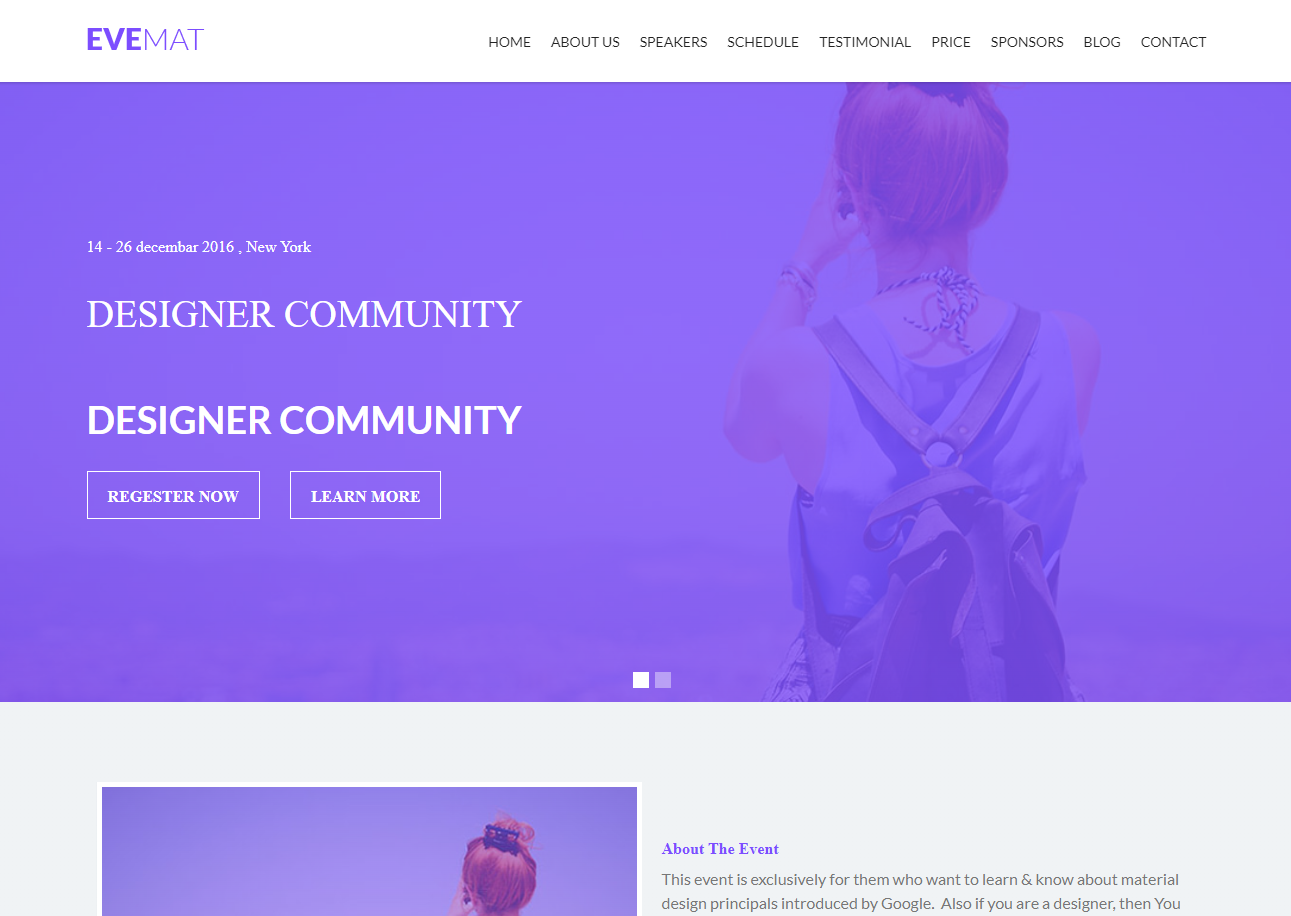 EVEMAT
HOME ABOUT US SPEAKERS SCHEDULE TESTIMONIAL PRICE SPONSORS BLOG CONTACT
14 - 26 decembar 2016 , New York
DESIGNER COMMUNITY
DESIGNER COMMUNITY
REGESTER NOW LEARN MORE
About The Event
This event is exclusively for them who want to learn & know about material
design principals introduced by Google. Also if you are a designer, then You